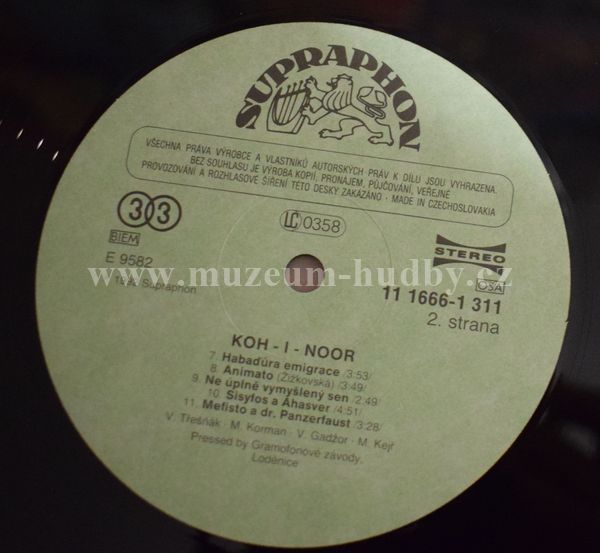 SUPRAPHON
VŠECHNA PRÁVA VÝROBCE A VLASTNÍKŮ AUTORSKÝCH PRÁV K DÍLU JSOU VYHRAZENA.
BEZ SOUHLASU JE VÝROBA KOPIÍ, PRONÁJEM, PŮJČOVÁNÍ, VEŘEJNÉ
PROVOZOVÁNÍ A ROZHLASOVÉ ŠÍŘENÍ TÉTO DESKY ZAKÁZÁNO · MADE IN CZECHOSLOVAKIA
33
BIEM
LC 0358
STEREO
OSA
E 9582
1992 Supraphon
www.muzeum-hudby.cz
11 1666-1 311
2. strana
KOH - I - NOOR
7. Habaďúra emigrace /3:53/
8. Animato (Žižkovská) /3:49/
9. Ne úplně vymyšlený sen /2:49/
10. Sisyfos a Ahasver /4:51/
11. Mefisto a dr. Panzerfaust /3:28/
V. Třešňák · M. Korman · V. Gadžor · M. Kejř
Pressed by Gramofonové závody,
Loděnice